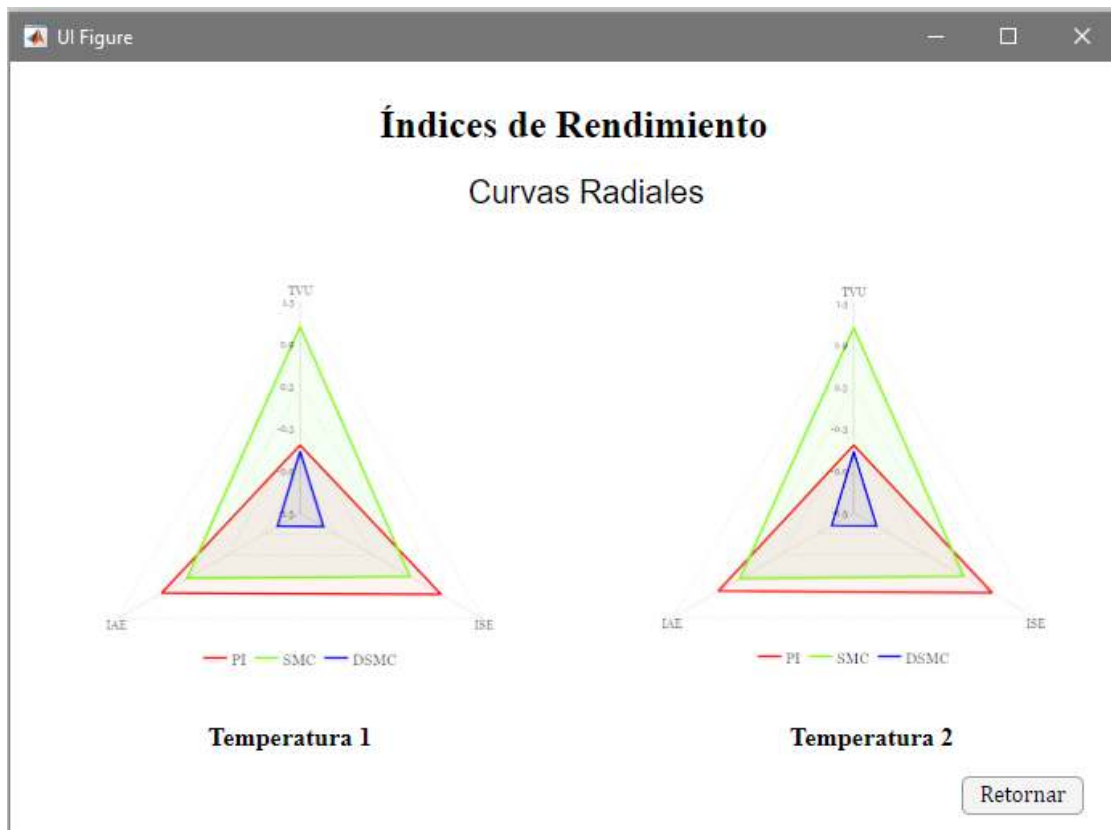 UI Figure
Índices de Rendimiento
Curvas Radiales
TVU
TVU
IAE
ISE
IAE
ISE
PI SMC DSMC
PI SMC DSMC
Temperatura 1
Temperatura 2
Retornar